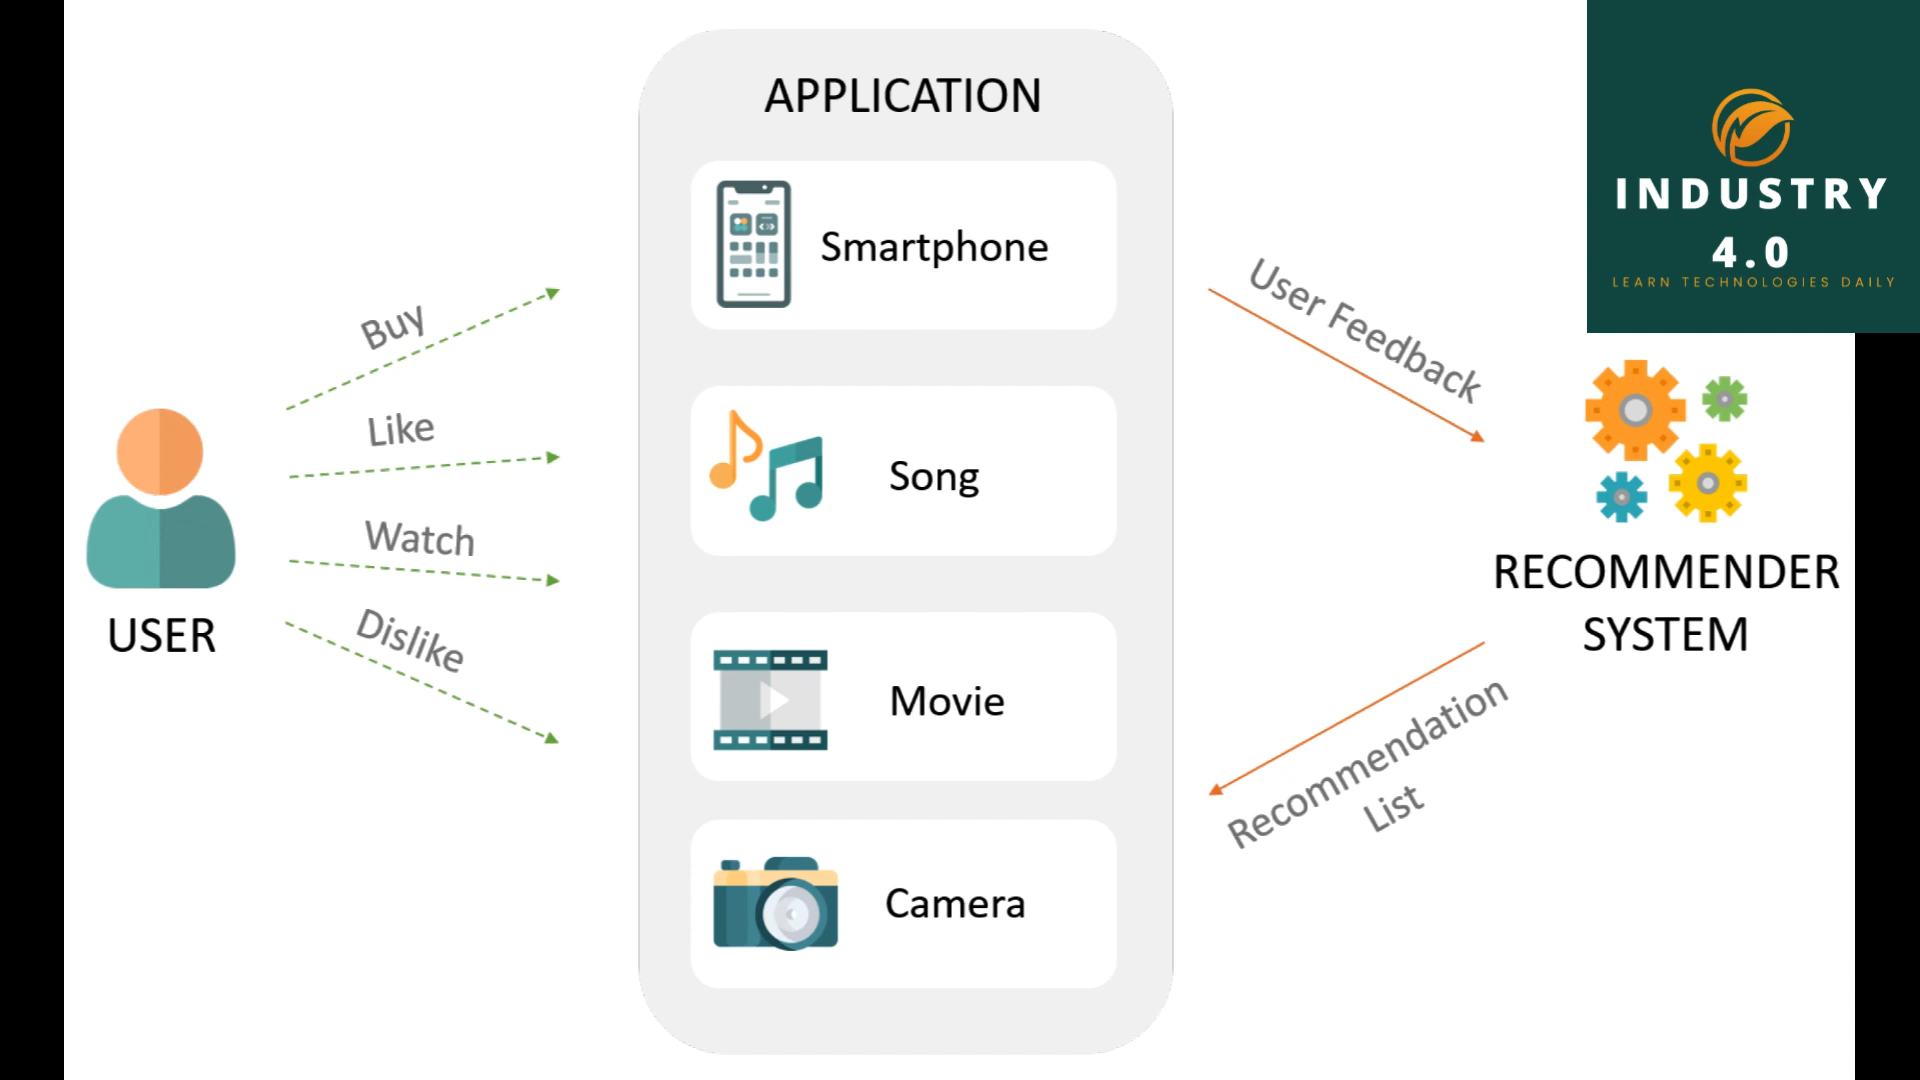 APPLICATION
Smartphone
Song
Movie
Camera
Buy
Like
Watch
Dislike
USER
User Feedback
RECOMMENDER
SYSTEM
Recommendation
List
INDUSTRY
4.0
LEARN TECHNOLOGIES DAILY